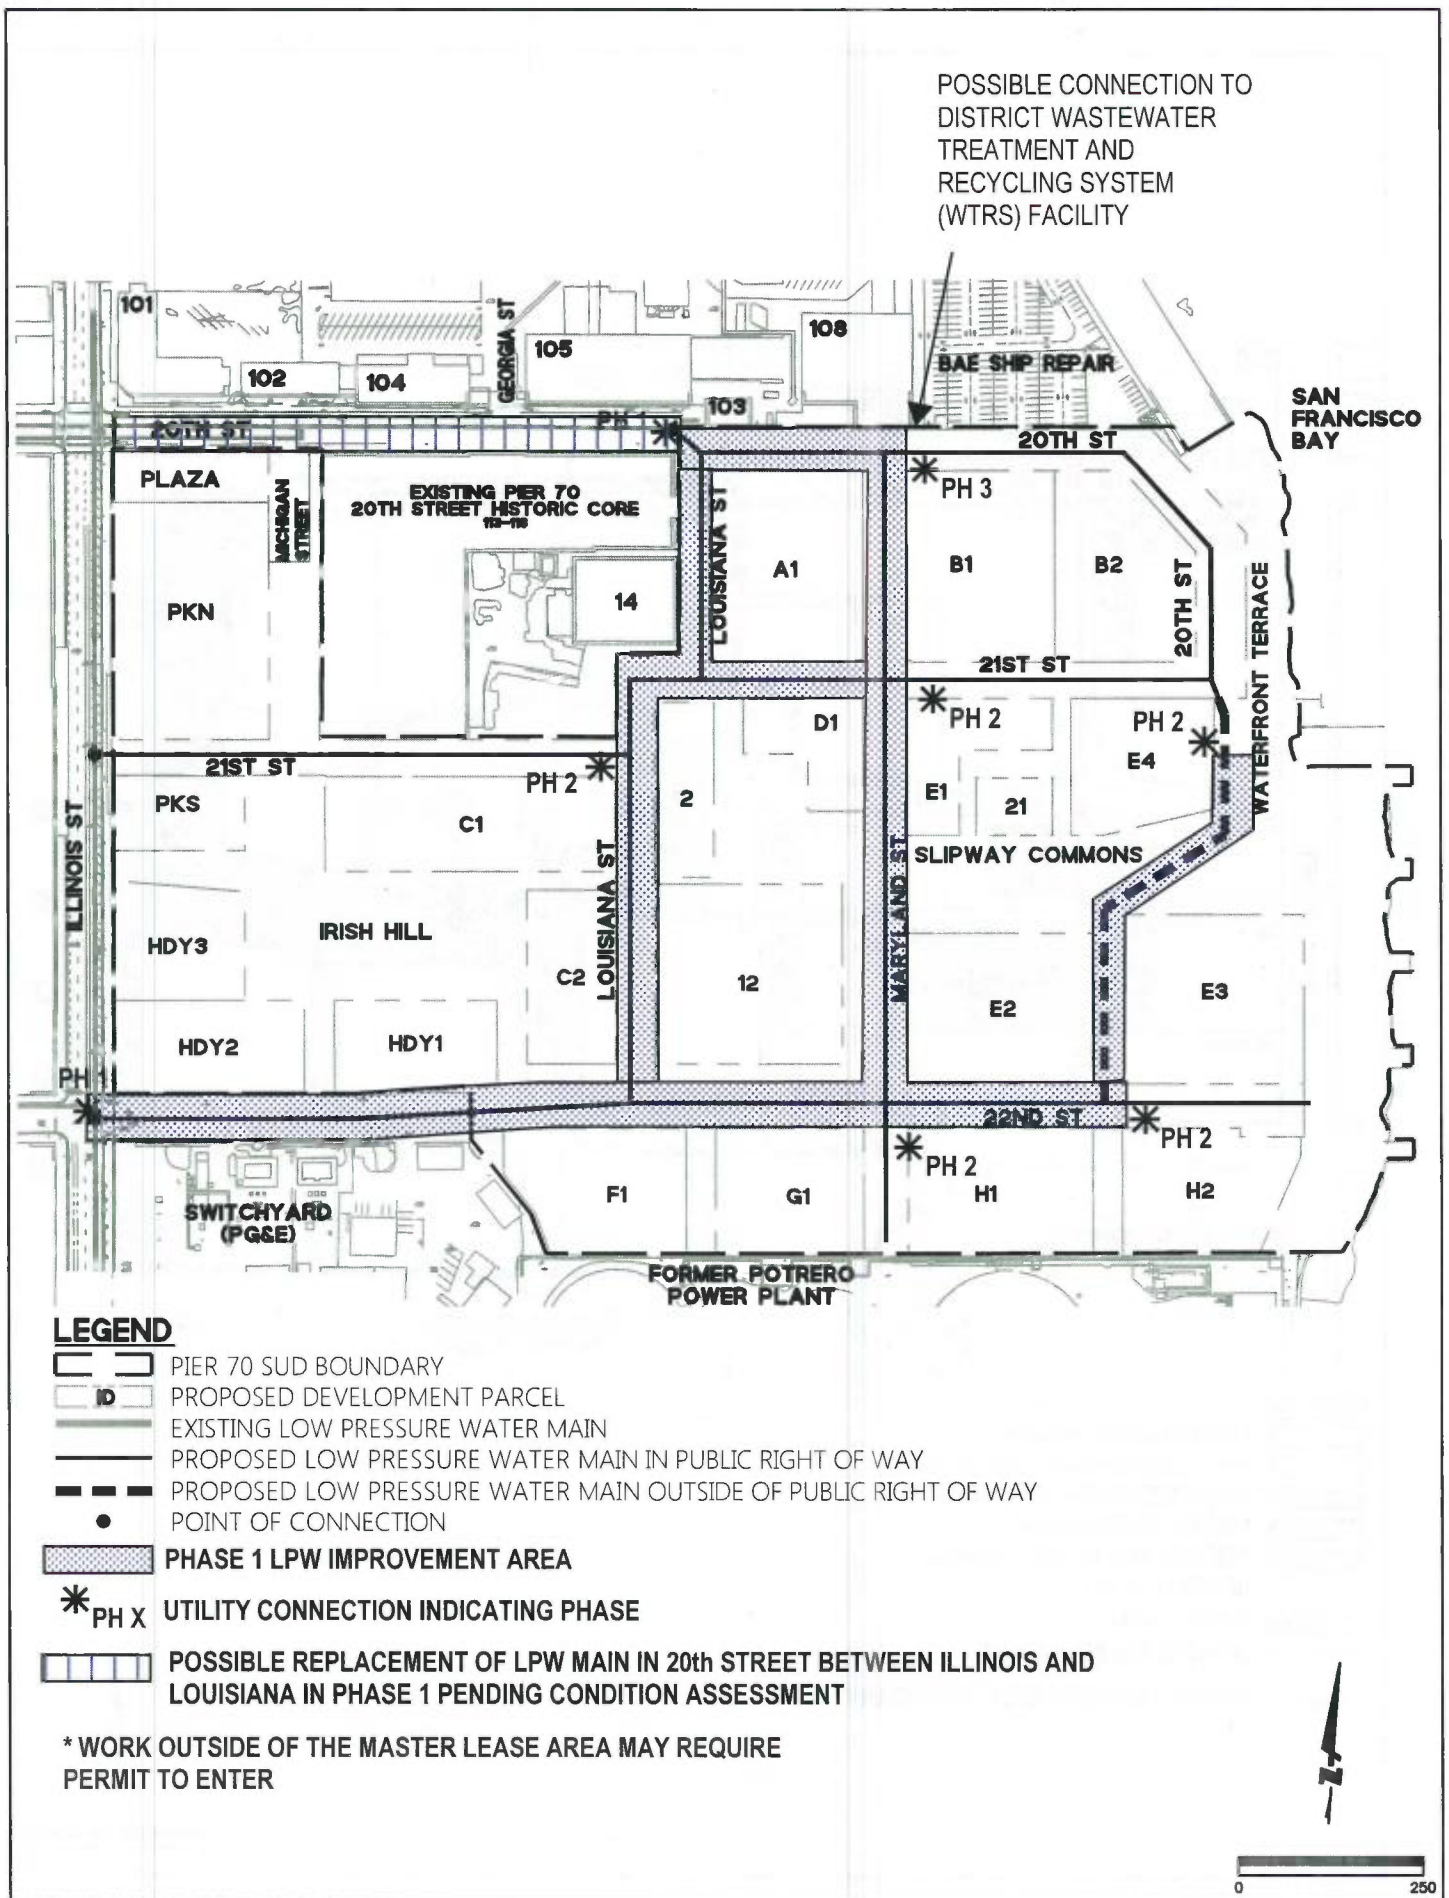 POSSIBLE CONNECTION TO
DISTRICT WASTEWATER
TREATMENT AND
RECYCLING SYSTEM
(WTRS) FACILITY
101
102
104
GEORGIA ST
105
103
108
BAE SHIP REPAIR
SAN
FRANCISCO
BAY
20TH ST
PH 1
20TH ST
PLAZA
MICHIGAN
STREET
EXISTING PIER 70
20TH STREET HISTORIC CORE
113-116
PH 3
LOUISIANA ST
A1
B1
B2
20TH ST
WATERFRONT TERRACE
PKN
14
21ST ST
D1
PH 2
PH 2
E4
21ST ST
PH 2
PKS
C1
2
E1
21
ILLINOIS ST
LOUISIANA ST
MARYLAND ST
SLIPWAY COMMONS
HDY3
IRISH HILL
C2
12
E2
E3
HDY2
HDY1
PH 1
22ND ST
PH 2
PH 2
F1
G1
H1
H2
SWITCHYARD
(PG&E)
FORMER POTRERO
POWER PLANT
LEGEND
PIER 70 SUD BOUNDARY
ID PROPOSED DEVELOPMENT PARCEL
EXISTING LOW PRESSURE WATER MAIN
PROPOSED LOW PRESSURE WATER MAIN IN PUBLIC RIGHT OF WAY
PROPOSED LOW PRESSURE WATER MAIN OUTSIDE OF PUBLIC RIGHT OF WAY
POINT OF CONNECTION
PHASE 1 LPW IMPROVEMENT AREA
* PH X UTILITY CONNECTION INDICATING PHASE
POSSIBLE REPLACEMENT OF LPW MAIN IN 20th STREET BETWEEN ILLINOIS AND
LOUISIANA IN PHASE 1 PENDING CONDITION ASSESSMENT
* WORK OUTSIDE OF THE MASTER LEASE AREA MAY REQUIRE
PERMIT TO ENTER
N
0 250